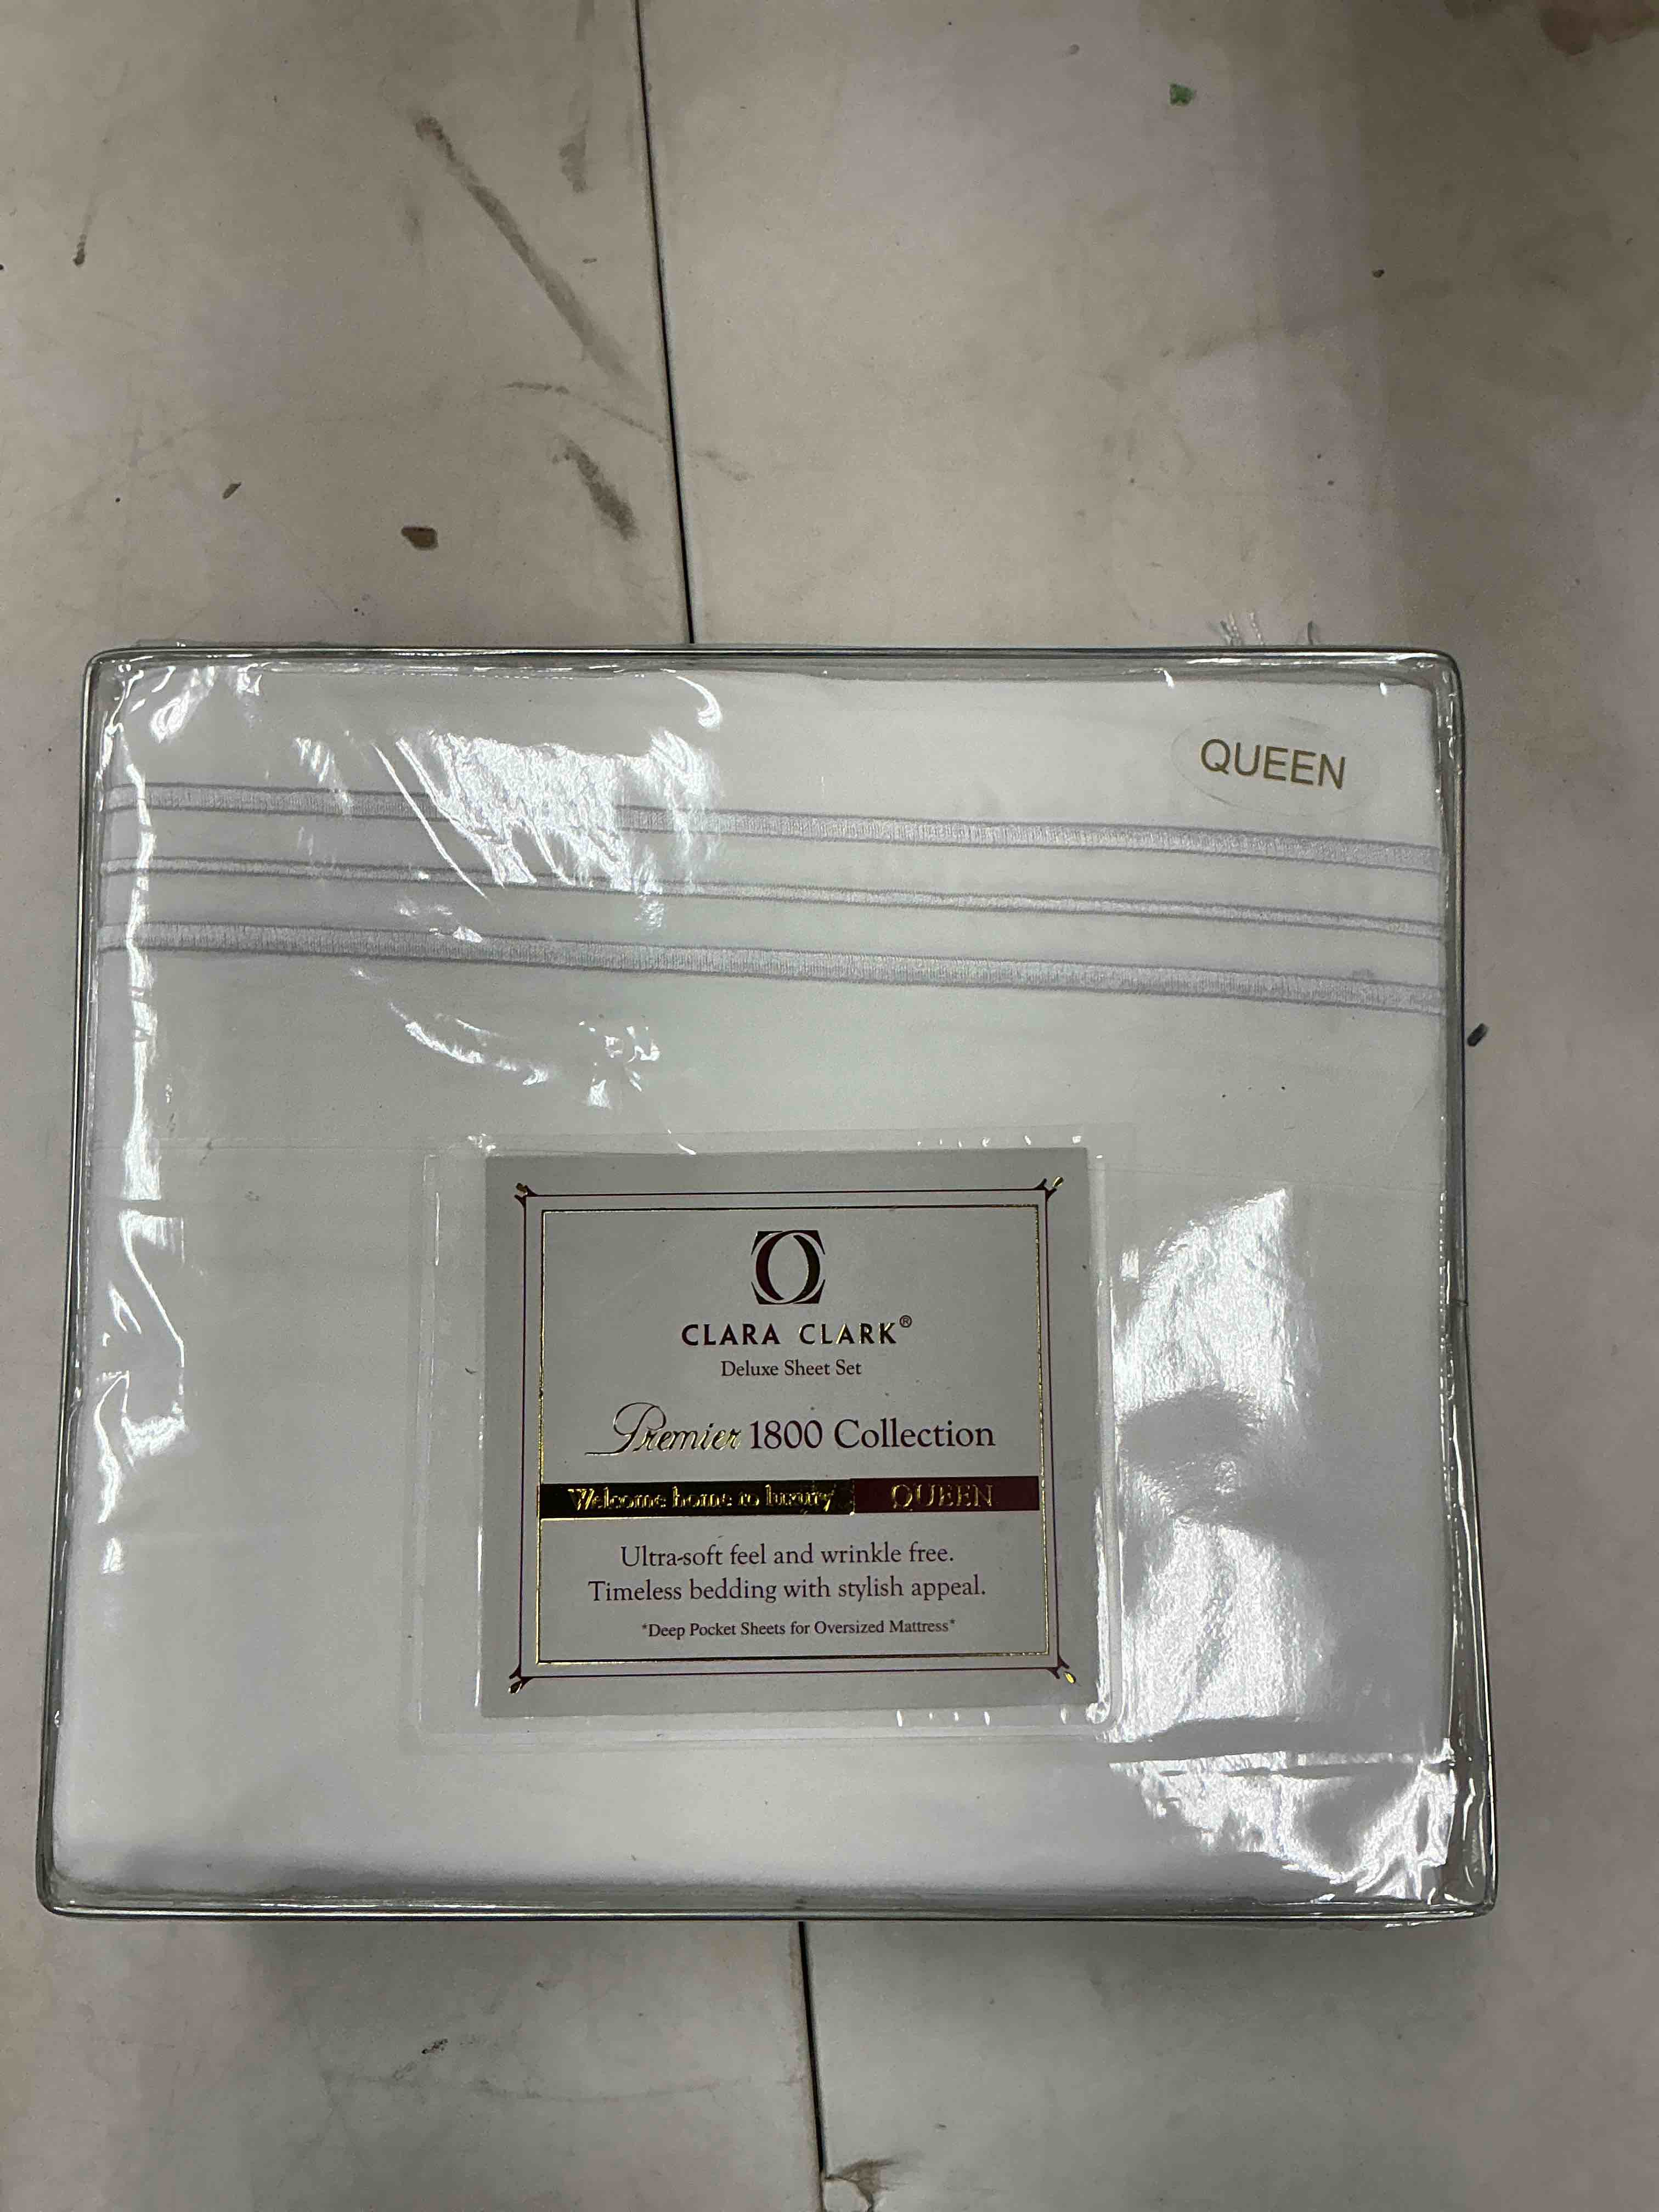 QUEEN
CLARA CLARK®
Deluxe Sheet Set
Premier 1800 Collection
Welcome home to luxury QUEEN
Ultra-soft feel and wrinkle free.
Timeless bedding with stylish appeal.
*Deep Pocket Sheets for Oversized Mattress*